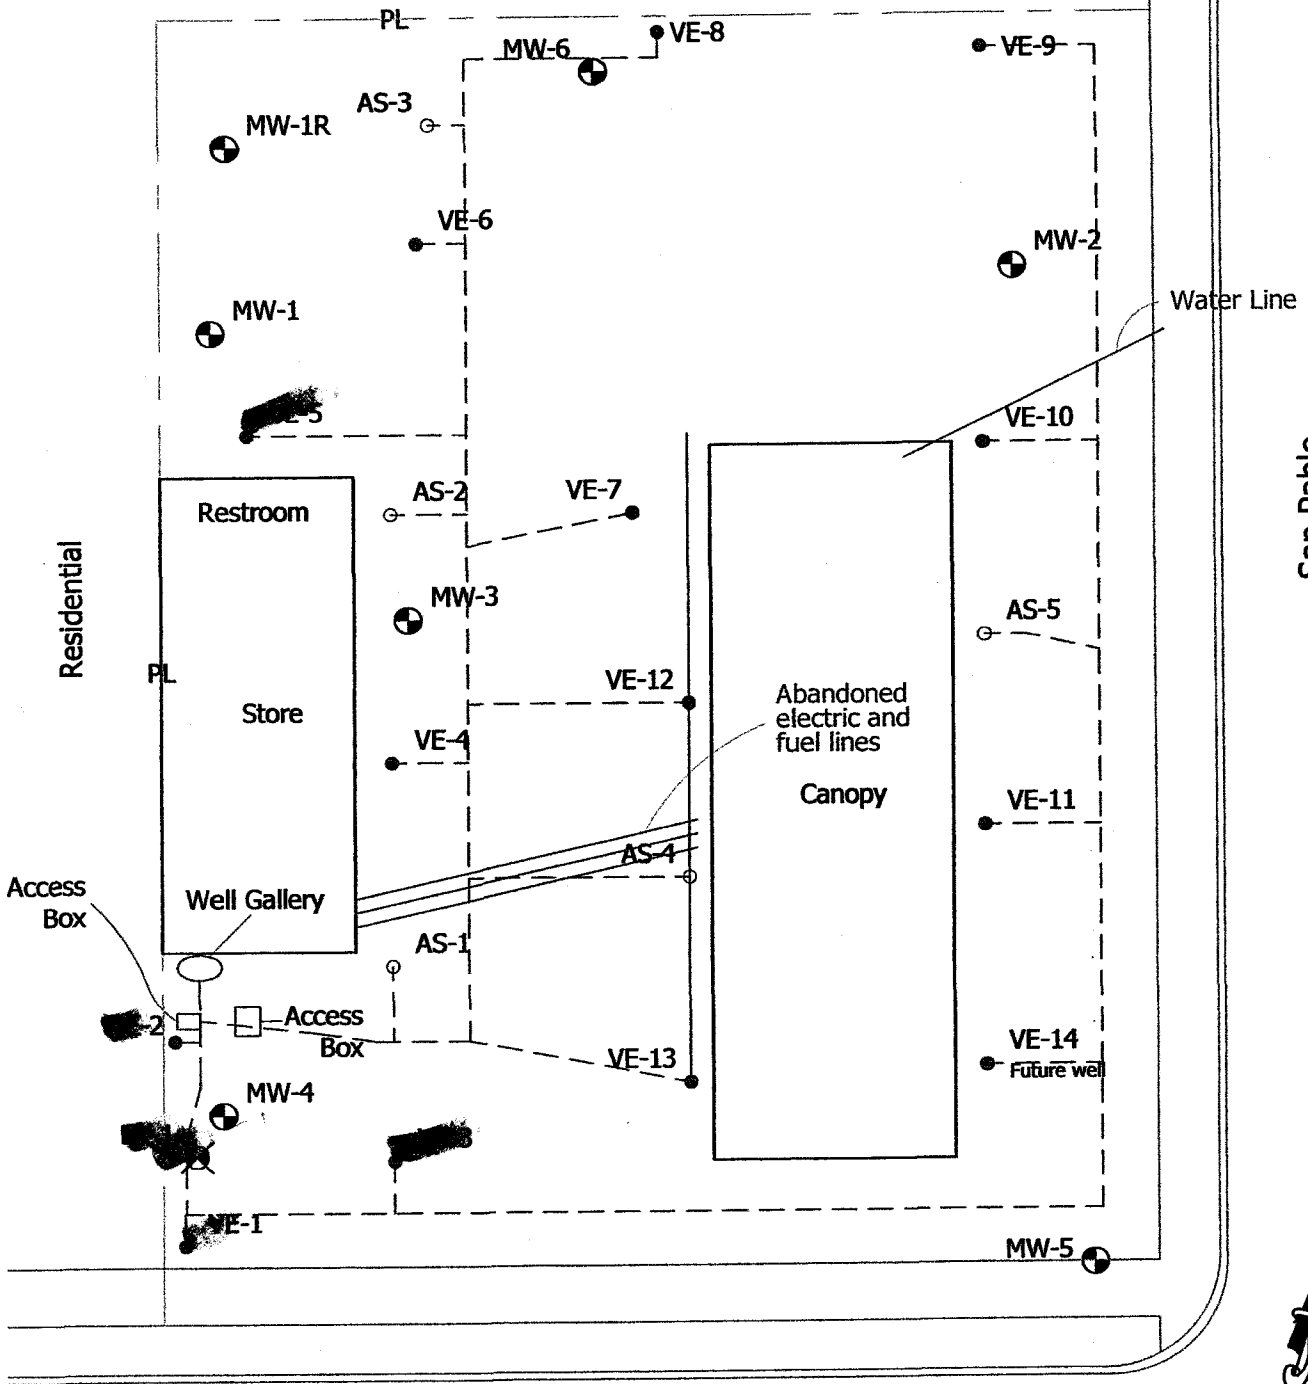 PL
VE-8
MW-6
VE-9
AS-3
MW-1R
VE-6
MW-2
MW-1
Water Line
VE-10
AS-2
VE-7
Restroom
MW-3
AS-5
Residential
PL
VE-12
Store
Abandoned
electric and
fuel lines
VE-4
Canopy
VE-11
AS-4
Access
Box
Well Gallery
AS-1
Access
Box
VE-13
VE-14
Future well
MW-4
VE-1
MW-5